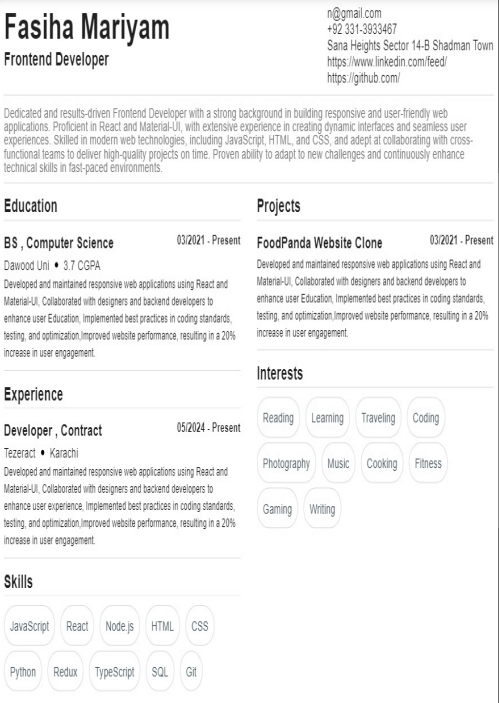 Fasiha Mariyam
Frontend Developer
n@gmail.com
+92 331-3933467
Sana Heights Sector 14-B Shadman Town
https://www.linkedin.com/feed/
https://github.com/
Dedicated and results-driven Frontend Developer with a strong background in building responsive and user-friendly web
applications. Proficient in React and Material-UI, with extensive experience in creating dynamic interfaces and seamless user
experiences. Skilled in modern web technologies, including JavaScript, HTML, and CSS, and adept at collaborating with cross-
functional teams to deliver high-quality projects on time. Proven ability to adapt to new challenges and continuously enhance
technical skills in fast-paced environments.
Education
BS , Computer Science 03/2021 - Present
Dawood Uni • 3.7 CGPA
Developed and maintained responsive web applications using React and
Material-UI, Collaborated with designers and backend developers to
enhance user Education, Implemented best practices in coding standards,
testing, and optimization,Improved website performance, resulting in a 20%
increase in user engagement.
Experience
Developer , Contract 05/2024 - Present
Tezeract • Karachi
Developed and maintained responsive web applications using React and
Material-UI, Collaborated with designers and backend developers to
enhance user experience, Implemented best practices in coding standards,
testing, and optimization,Improved website performance, resulting in a 20%
increase in user engagement.
Skills
JavaScript React Node.js HTML CSS
Python Redux TypeScript SQL Git
Projects
FoodPanda Website Clone 03/2021 - Present
Developed and maintained responsive web applications using React and
Material-UI, Collaborated with designers and backend developers to
enhance user Education, Implemented best practices in coding standards,
testing, and optimization,Improved website performance, resulting in a 20%
increase in user engagement.
Interests
Reading Learning Traveling Coding
Photography Music Cooking Fitness
Gaming Writing